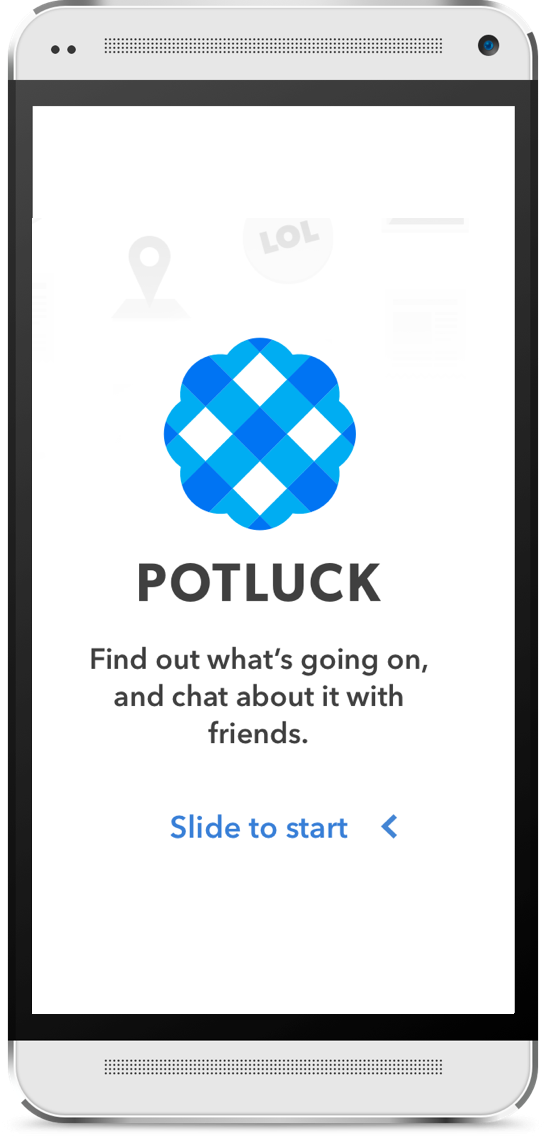 LOL
POTLUCK
Find out what's going on,
and chat about it with
friends.
Slide to start